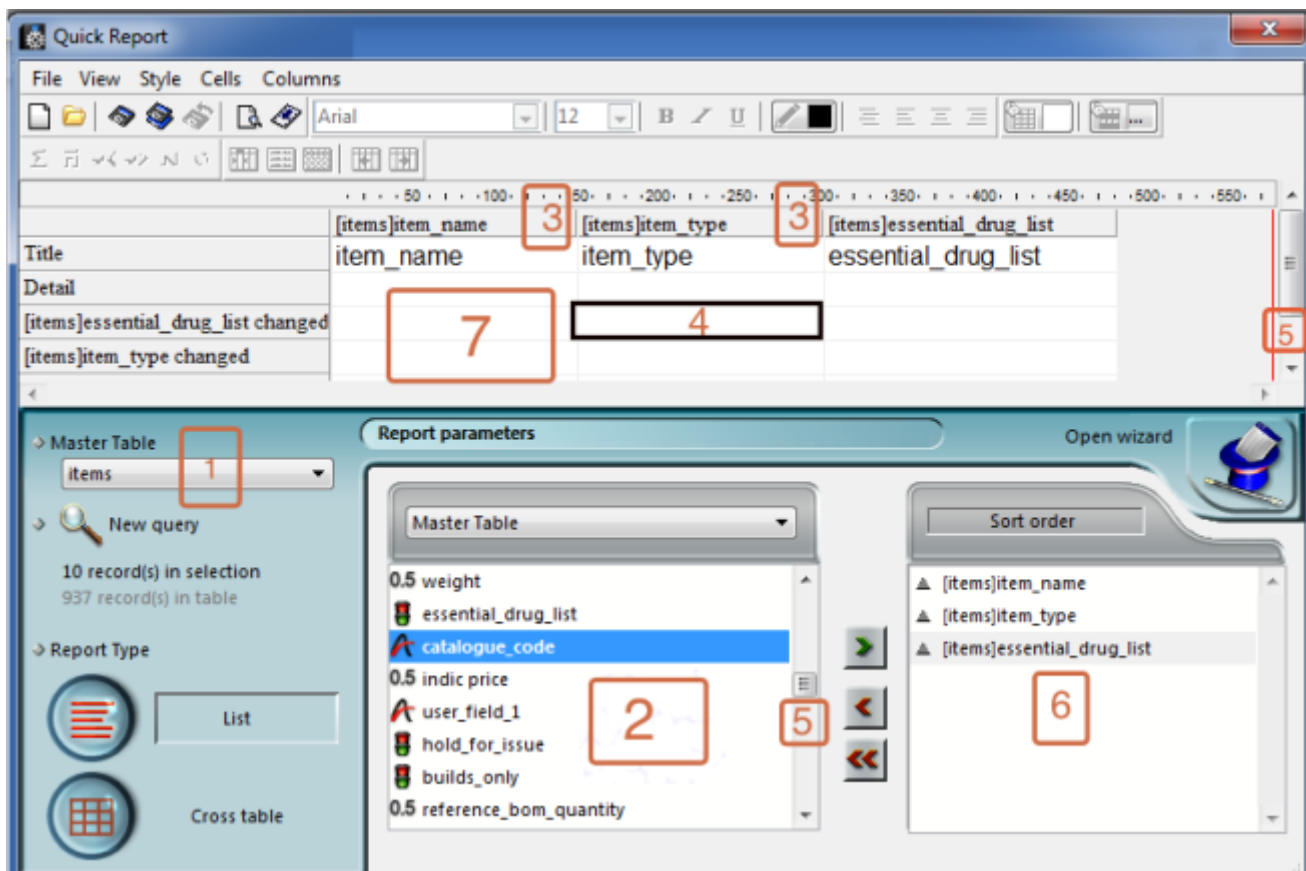 Quick Report
x
File View Style Cells Columns
Arial 12 B I U ...
Σ n N
50 100 50 200 250 300 350 400 450 500 550
[items]item_name 3 [items]item_type 3 [items]essential_drug_list
Title item_name item_type essential_drug_list
Detail
[items]essential_drug_list changed 7 4 5
[items]item_type changed
Master Table
items 1
New query
10 record(s) in selection
937 record(s) in table
Report Type
List
Cross table
Report parameters
Open wizard
Master Table
0.5 weight
essential_drug_list
catalogue_code
0.5 indic price
user_field_1
hold_for_issue
builds_only
0.5 reference_bom_quantity
2
5
> 
<
<<
Sort order
[items]item_name
[items]item_type
[items]essential_drug_list
6